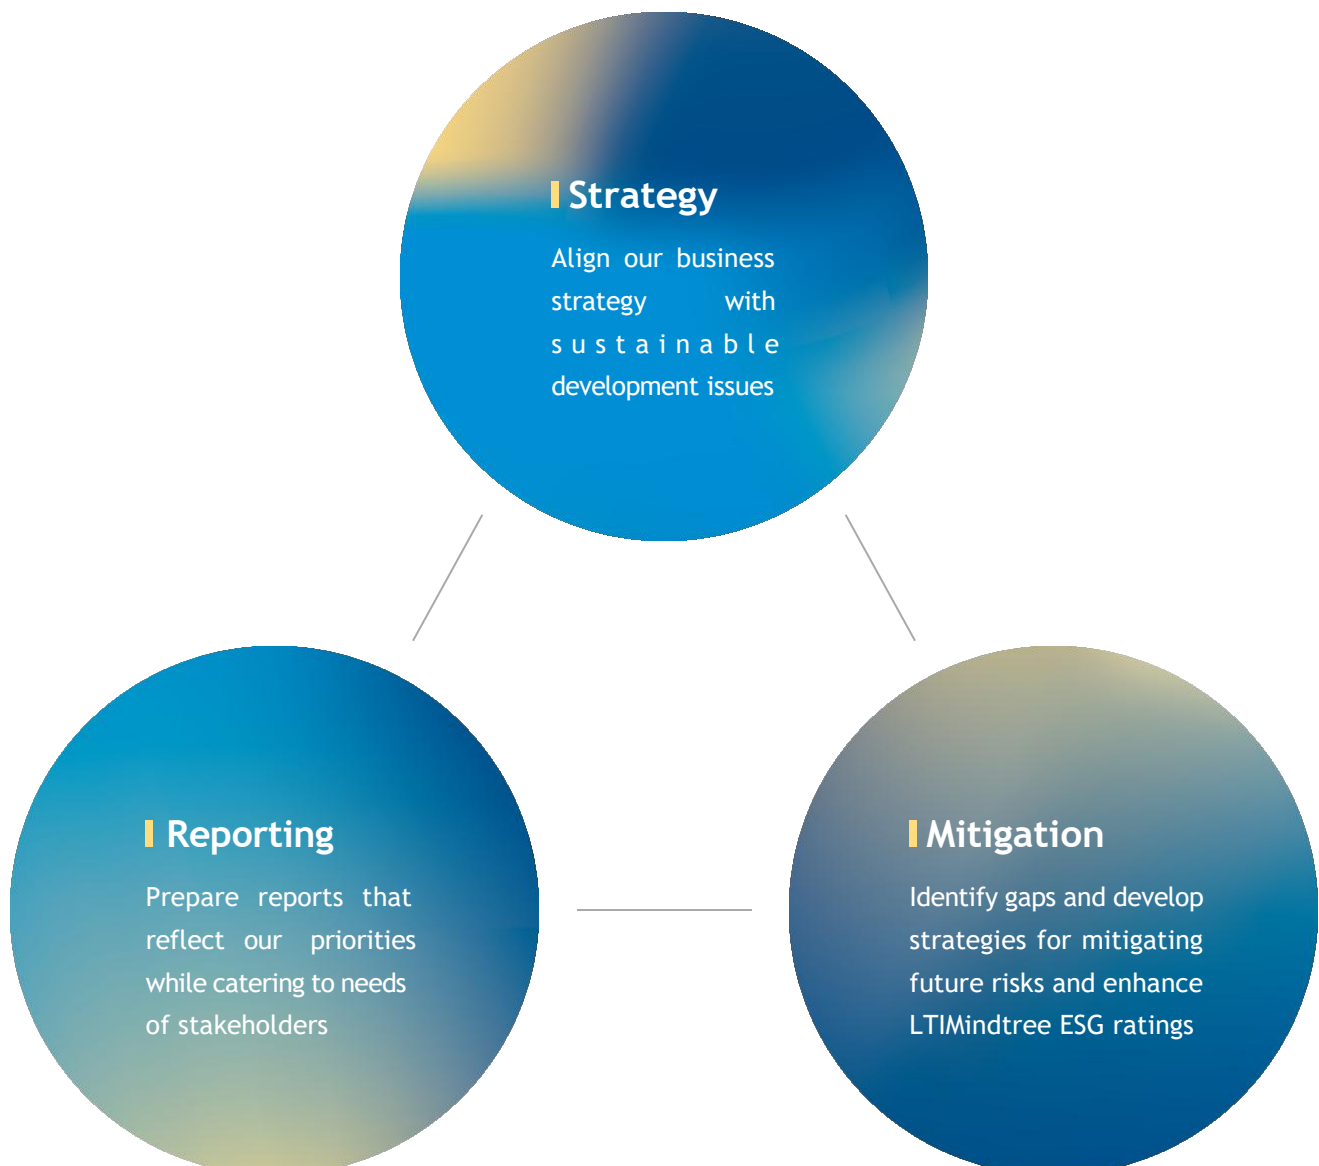 Strategy
Align our business
strategy with
sustainable
development issues
Reporting
Prepare reports that
reflect our priorities
while catering to needs
of stakeholders
Mitigation
Identify gaps and develop
strategies for mitigating
future risks and enhance
LTIMindtree ESG ratings